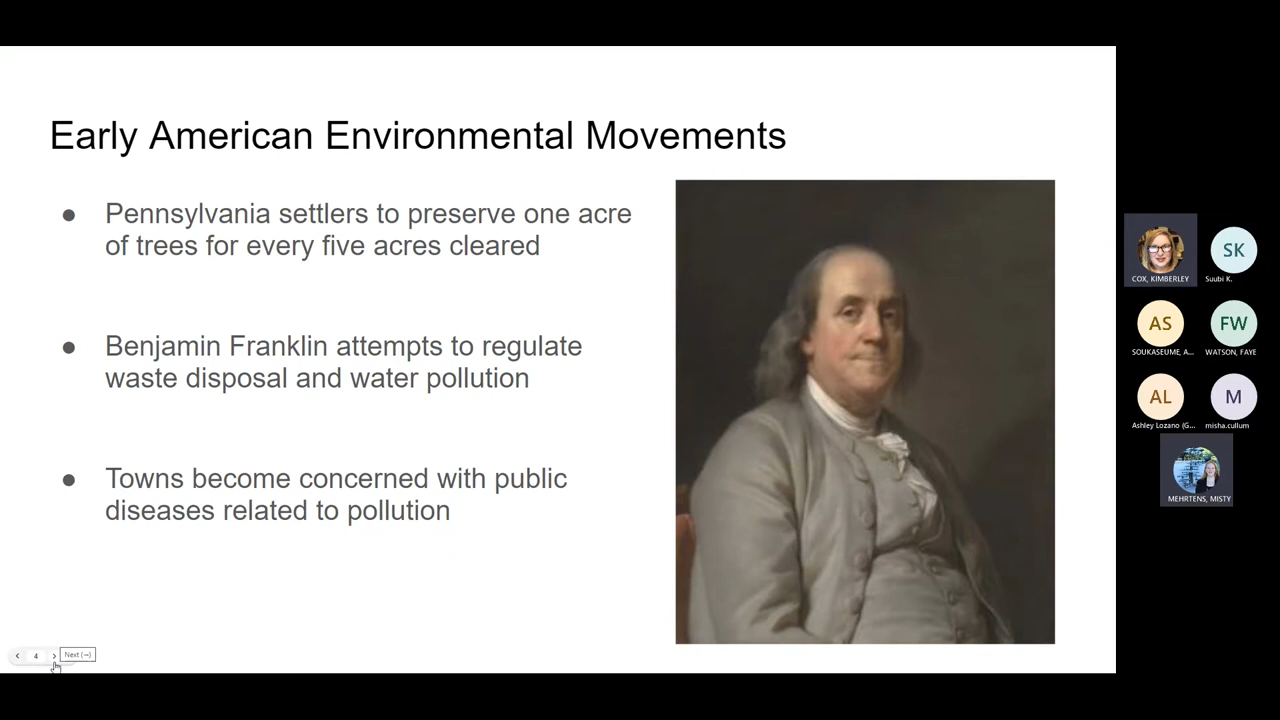 Early American Environmental Movements
● Pennsylvania settlers to preserve one acre
of trees for every five acres cleared
● Benjamin Franklin attempts to regulate
waste disposal and water pollution
● Towns become concerned with public
diseases related to pollution
4
Next (→)
COX, KIMBERLEY
SK
Suubi K.
AS
SOUKASEUME, A...
FW
WATSON, FAYE
AL
Ashley Lozano (G...
M
misha.cullum
MEHRTENS, MISTY